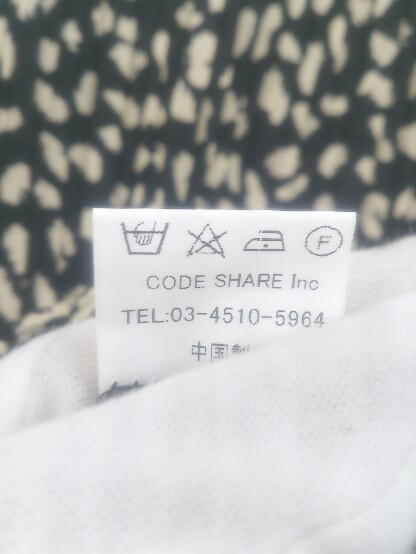 F
CODE SHARE Inc
TEL:03-4510-5964
中国製